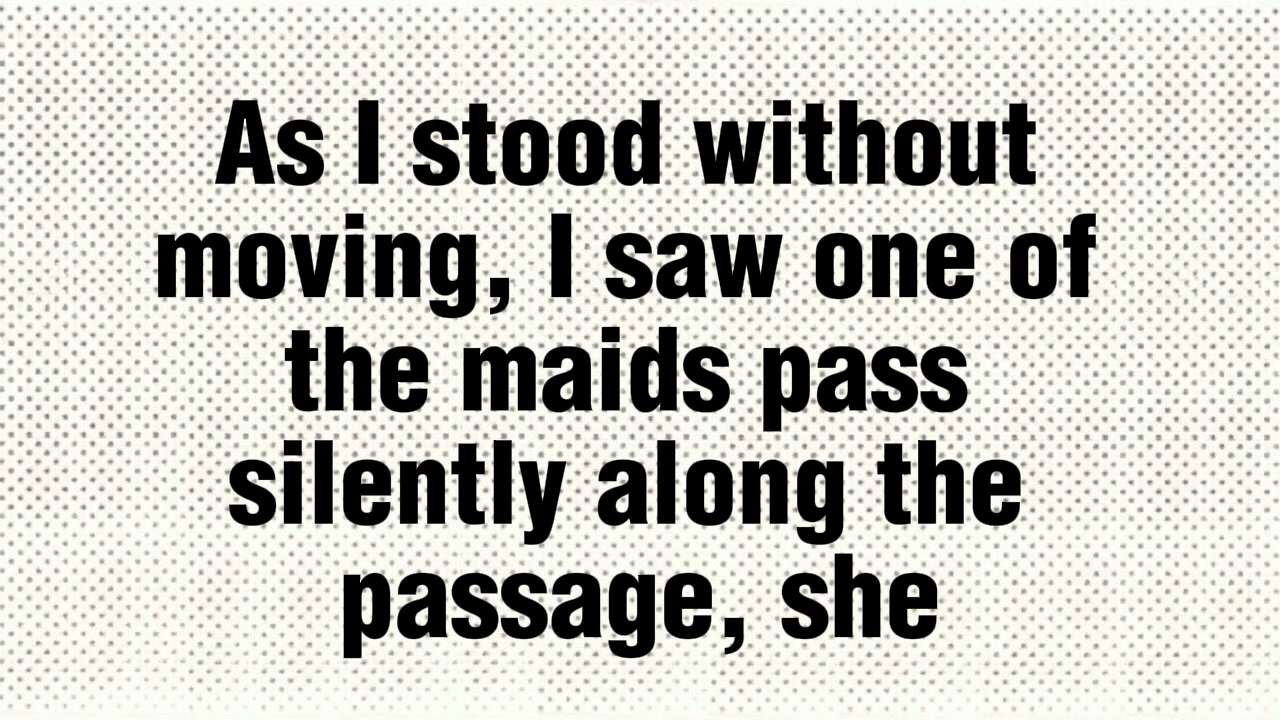 As I stood without
moving, I saw one of
the maids pass
silently along the
passage, she